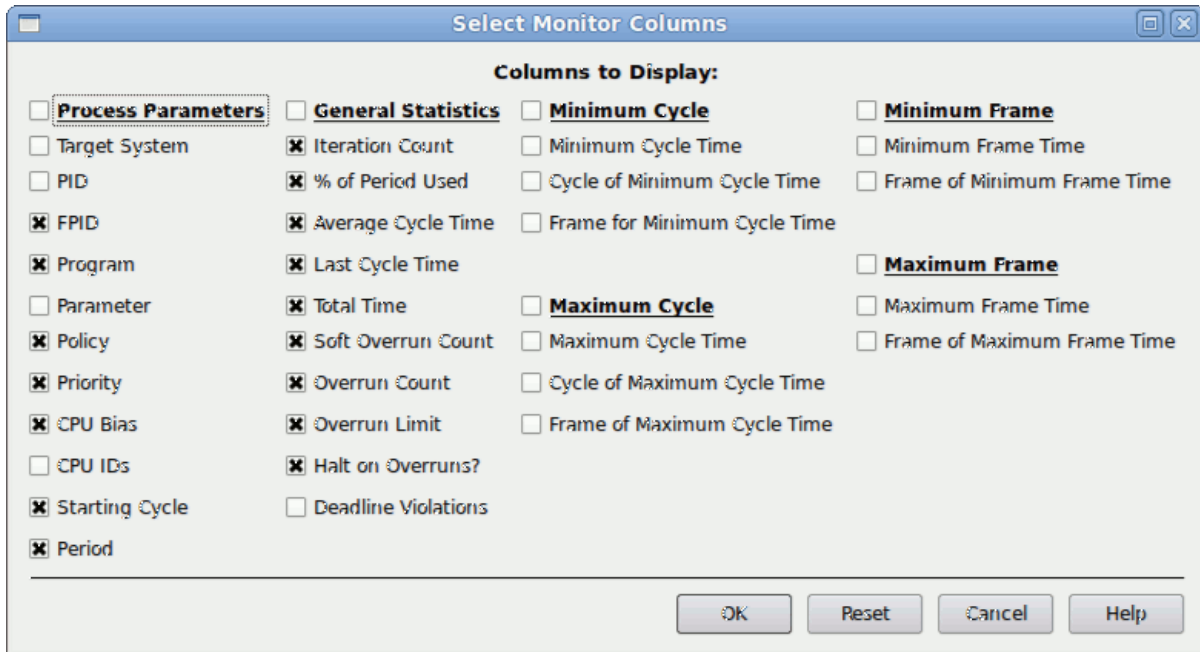 Select Monitor Columns
Columns to Display:
Process Parameters
Target System
PID
FPID
Program
Parameter
Policy
Priority
CPU Bias
CPU IDs
Starting Cycle
Period
General Statistics
Iteration Count
% of Period Used
Average Cycle Time
Last Cycle Time
Total Time
Soft Overrun Count
Overrun Count
Overrun Limit
Halt on Overruns?
Deadline Violations
Minimum Cycle
Minimum Cycle Time
Cycle of Minimum Cycle Time
Frame for Minimum Cycle Time
Maximum Cycle
Maximum Cycle Time
Cycle of Maximum Cycle Time
Frame of Maximum Cycle Time
Minimum Frame
Minimum Frame Time
Frame of Minimum Frame Time
Maximum Frame
Maximum Frame Time
Frame of Maximum Frame Time
OK
Reset
Cancel
Help